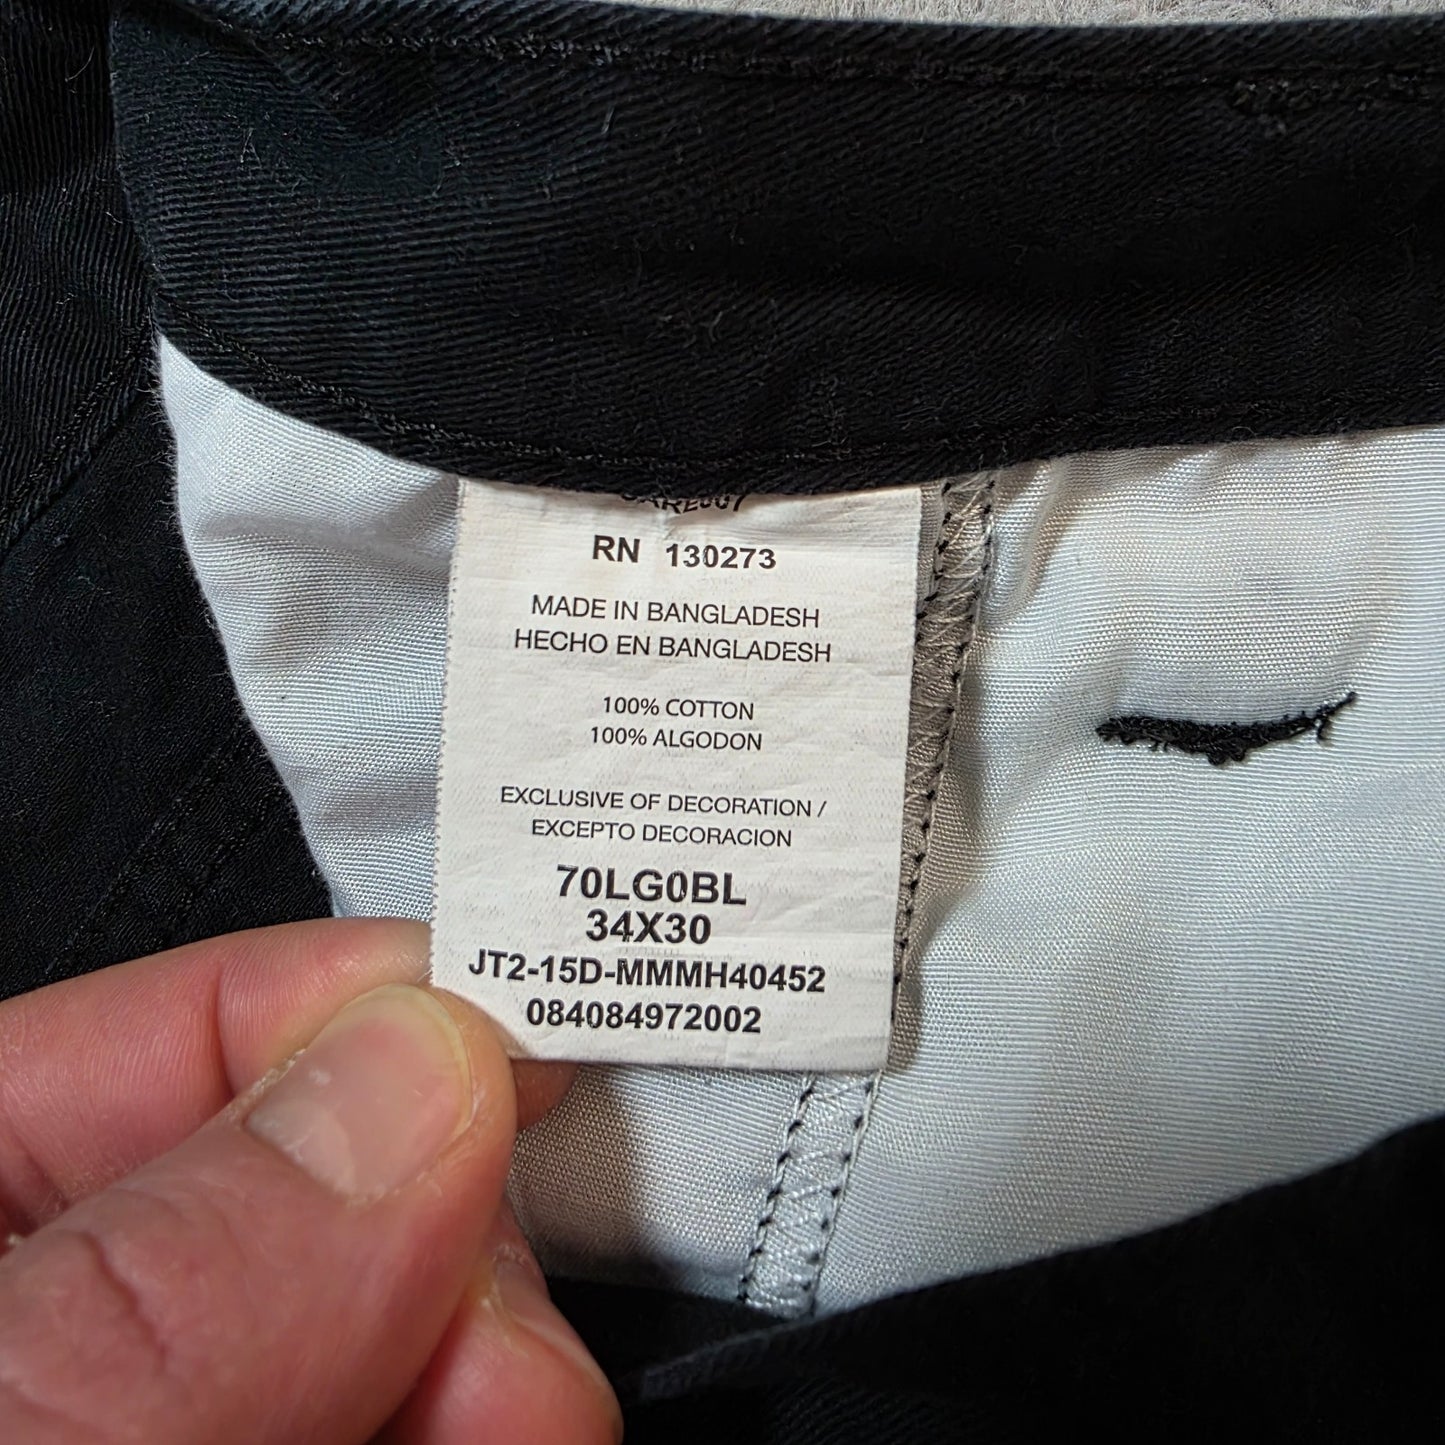 CARE007
RN 130273
MADE IN BANGLADESH
HECHO EN BANGLADESH
100% COTTON
100% ALGODON
EXCLUSIVE OF DECORATION /
EXCEPTO DECORACION
70LG0BL
34X30
JT2-15D-MMMH40452
084084972002